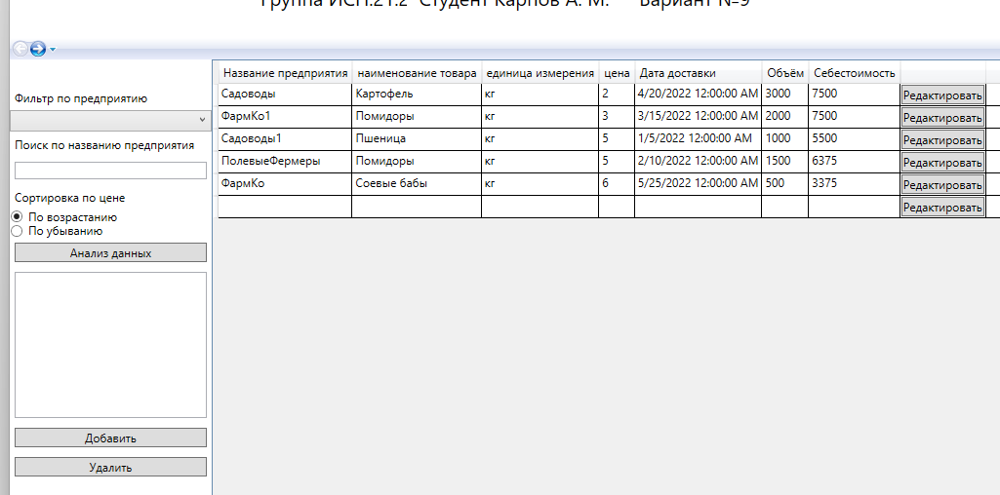 Группа ИСП.21.2 Студент Карпов А. М. Вариант №9
Название предприятия наименование товара единица измерения цена Дата доставки Объём Себестоимость
Садоводы Картофель кг 2 4/20/2022 12:00:00 AM 3000 7500 Редактировать
ФармКо1 Помидоры кг 3 3/15/2022 12:00:00 AM 2000 7500 Редактировать
Садоводы1 Пшеница кг 5 1/5/2022 12:00:00 AM 1000 5500 Редактировать
ПолевыеФермеры Помидоры кг 5 2/10/2022 12:00:00 AM 1500 6375 Редактировать
ФармКо Соевые бабы кг 6 5/25/2022 12:00:00 AM 500 3375 Редактировать
Редактировать
Фильтр по предприятию
Поиск по названию предприятия
Сортировка по цене
По возрастанию
По убыванию
Анализ данных
Добавить
Удалить